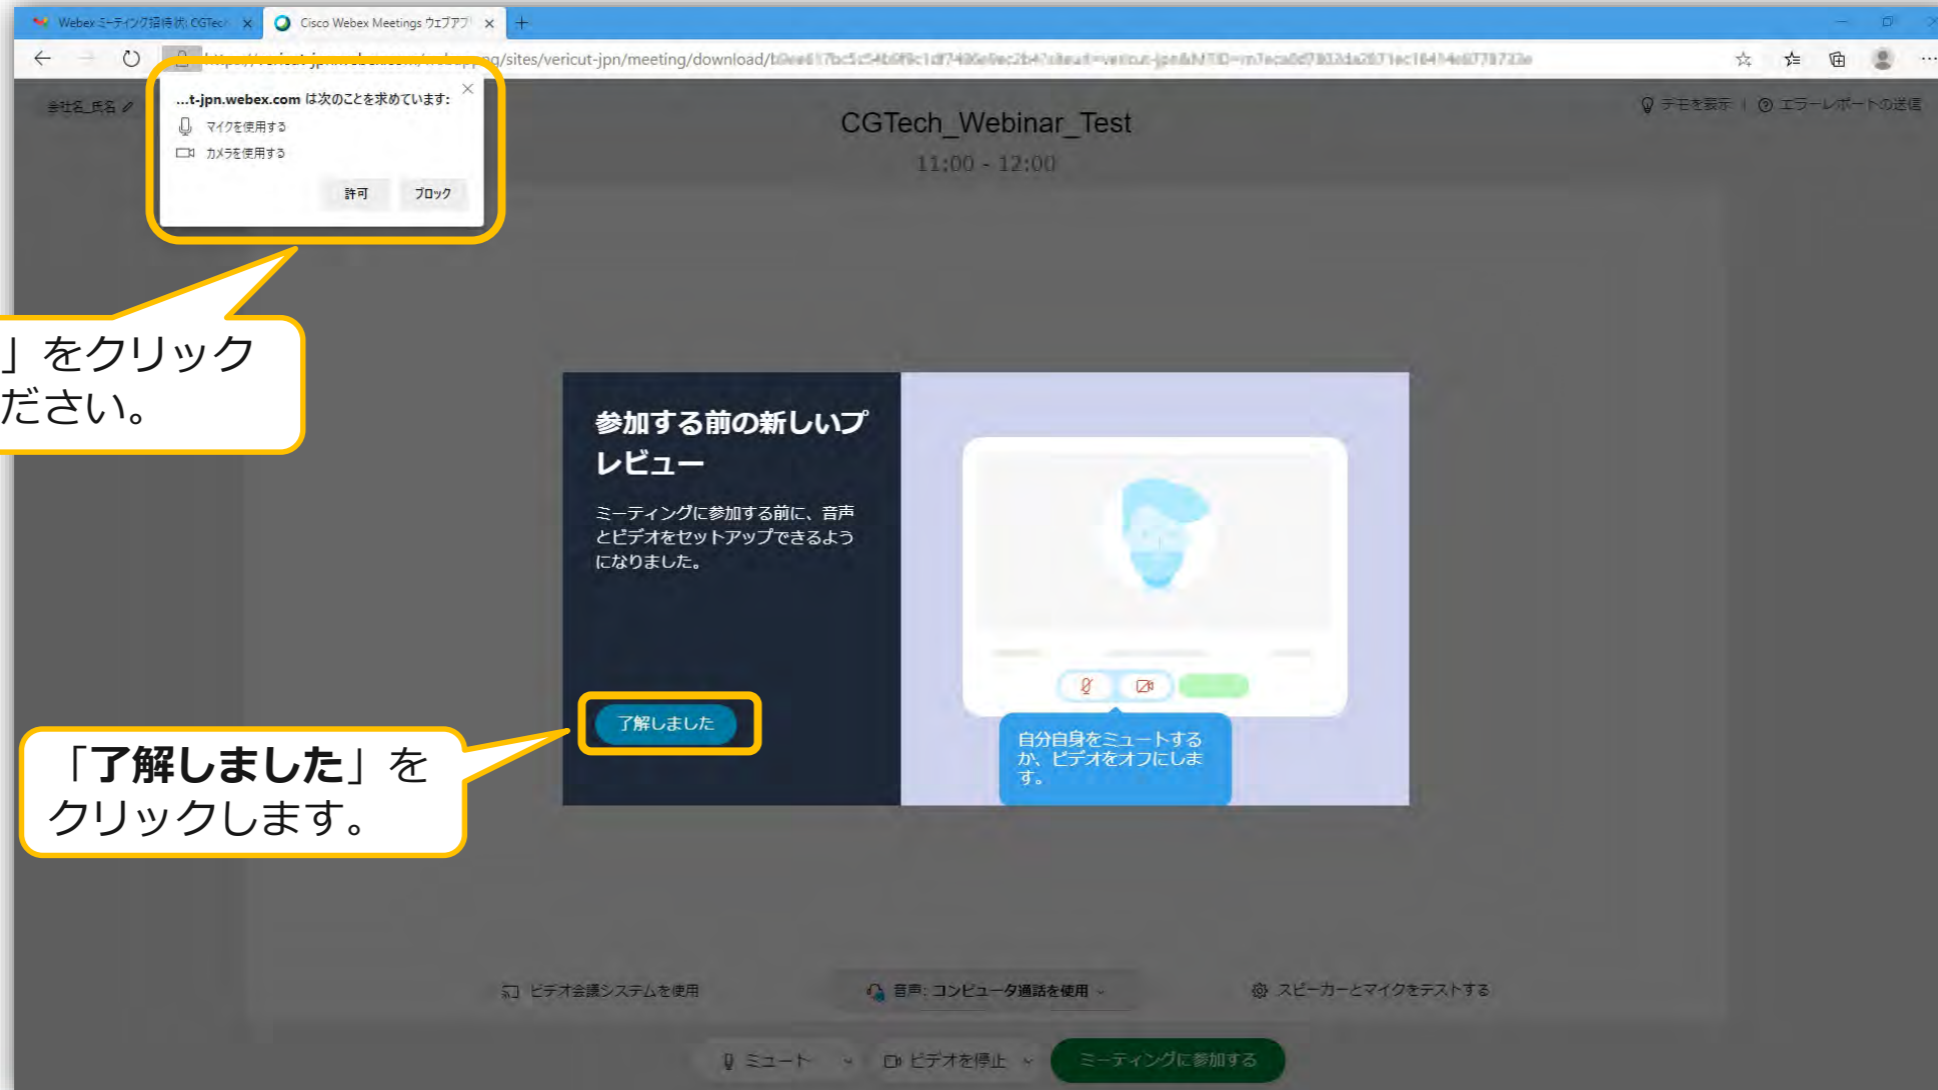 Webex ミーティング招待状: CGTech
Cisco Webex Meetings ウェブアプ
/sites/vericut-jpn/meeting/download/
会社名_氏名
...t-jpn.webex.com は次のことを求めています:
マイクを使用する
カメラを使用する
許可 ブロック
デモを表示 | エラーレポートの送信
CGTech_Webinar_Test
11:00 - 12:00
」をクリック
ださい。
参加する前の新しいプ
レビュー
ミーティングに参加する前に、音声
とビデオをセットアップできるよう
になりました。
了解しました
自分自身をミュートする
か、ビデオをオフにしま
す。
「了解しました」を
クリックします。
ビデオ会議システムを使用
音声: コンピュータ通話を使用
スピーカーとマイクをテストする
ミュート
ビデオを停止
ミーティングに参加する